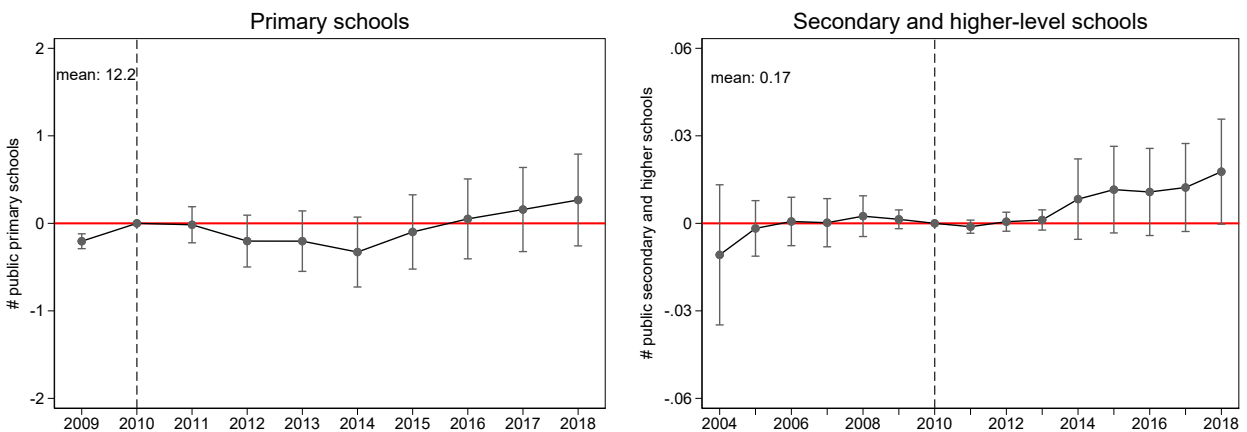 Primary schools
mean: 12.2
# public primary schools
2
1
0
-1
-2
2009 2010 2011 2012 2013 2014 2015 2016 2017 2018
Secondary and higher-level schools
mean: 0.17
# public secondary and higher schools
.06
.03
0
-.03
-.06
2004 2006 2008 2010 2012 2014 2016 2018